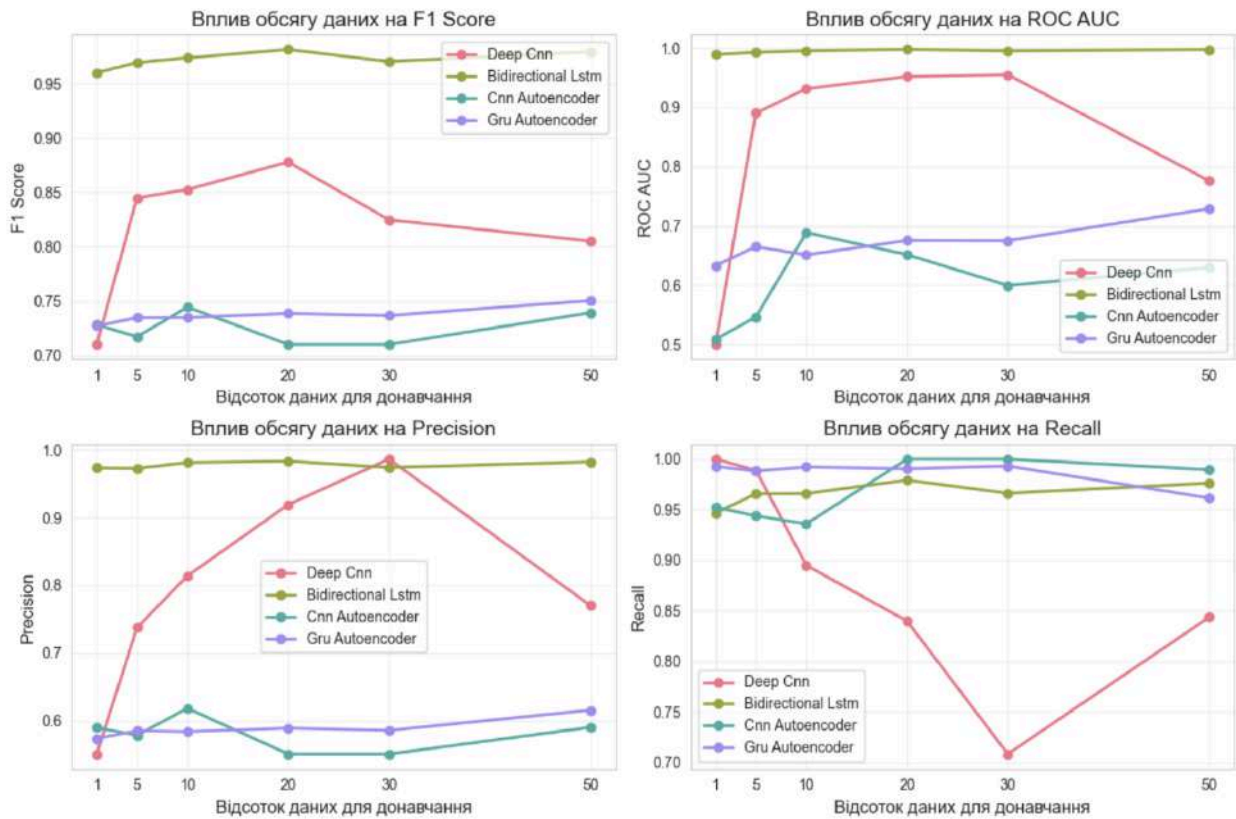 Вплив обсягу даних на F1 Score
F1 Score
0.95
0.90
0.85
0.80
0.75
0.70
Deep Cnn
Bidirectional Lstm
Cnn Autoencoder
Gru Autoencoder
1 5 10 20 30 50
Відсоток даних для донавчання
Вплив обсягу даних на ROC AUC
ROC AUC
1.0
0.9
0.8
0.7
0.6
0.5
Deep Cnn
Bidirectional Lstm
Cnn Autoencoder
Gru Autoencoder
1 5 10 20 30 50
Відсоток даних для донавчання
Вплив обсягу даних на Precision
Precision
1.0
0.9
0.8
0.7
0.6
Deep Cnn
Bidirectional Lstm
Cnn Autoencoder
Gru Autoencoder
1 5 10 20 30 50
Відсоток даних для донавчання
Вплив обсягу даних на Recall
Recall
1.00
0.95
0.90
0.85
0.80
0.75
0.70
Deep Cnn
Bidirectional Lstm
Cnn Autoencoder
Gru Autoencoder
1 5 10 20 30 50
Відсоток даних для донавчання